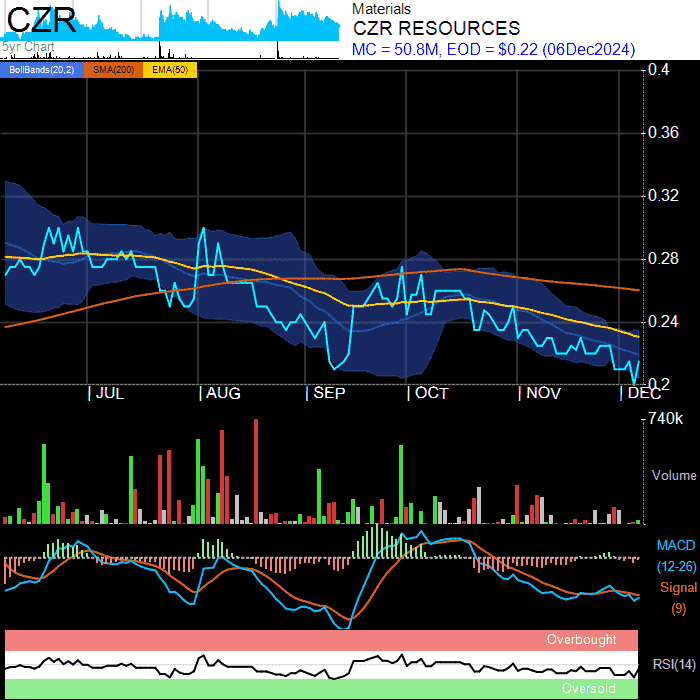 CZR
5yr Chart
Materials
CZR RESOURCES
MC = 50.8M, EOD = $0.22 (06Dec2024)
BollBands(20,2) SMA(200) EMA(50)
0.4
0.36
0.32
0.28
0.24
0.2
JUL AUG SEP OCT NOV DEC
740k
Volume
MACD
(12-26)
Signal
(9)
Overbought
RSI(14)
Oversold